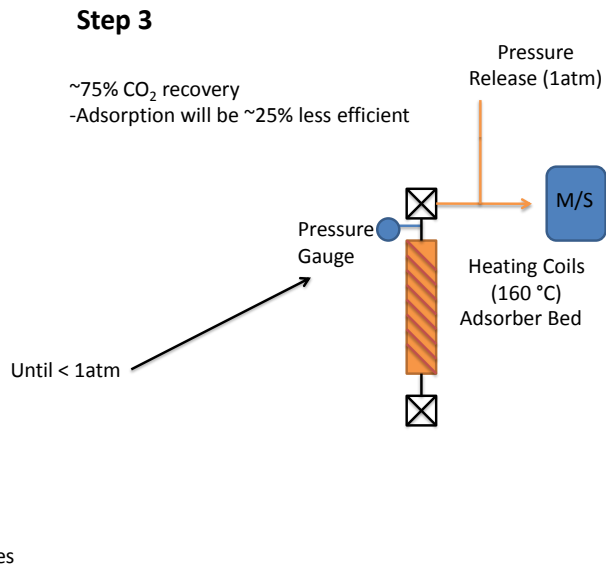 Step 3
~75% CO₂ recovery
-Adsorption will be ~25% less efficient
Pressure
Release (1atm)
M/S
Pressure
Gauge
Heating Coils
(160 °C)
Adsorber Bed
Until < 1atm
es